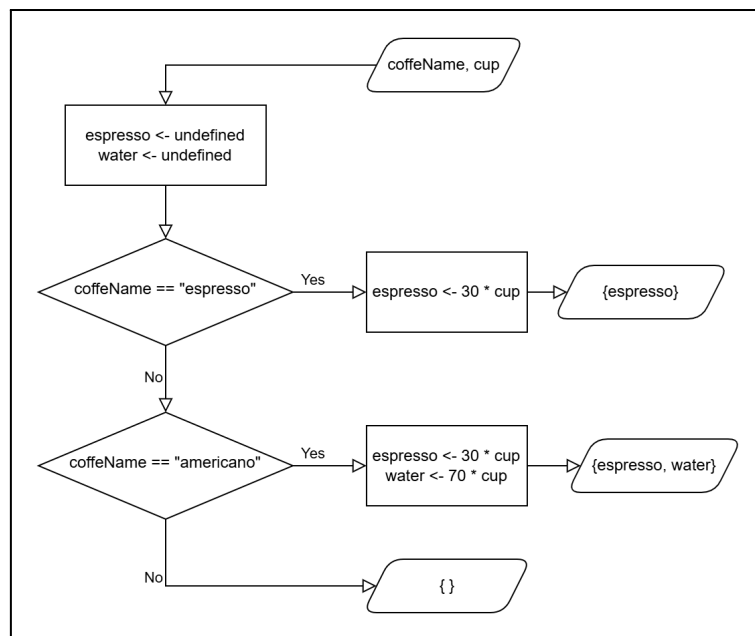 coffeName, cup
espresso <- undefined
water <- undefined
coffeName == "espresso"
Yes
espresso <- 30 * cup
{espresso}
No
coffeName == "americano"
Yes
espresso <- 30 * cup
water <- 70 * cup
{espresso, water}
No
{ }